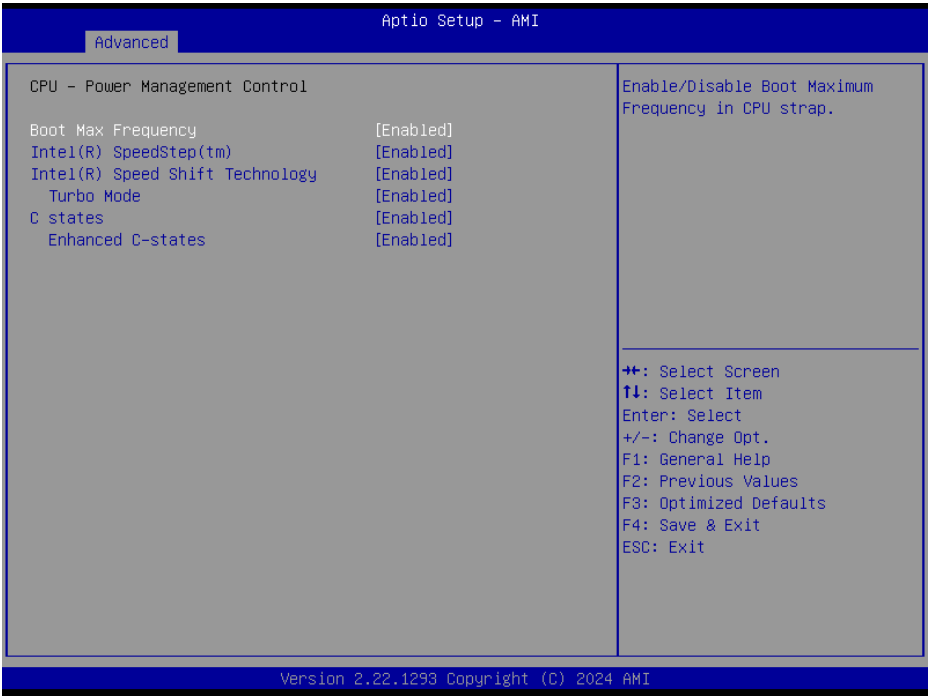 Aptio Setup – AMI
Advanced
CPU – Power Management Control
Boot Max Frequency [Enabled]
Intel(R) SpeedStep(tm) [Enabled]
Intel(R) Speed Shift Technology [Enabled]
Turbo Mode [Enabled]
C states [Enabled]
Enhanced C–states [Enabled]
Enable/Disable Boot Maximum
Frequency in CPU strap.
→←: Select Screen
↑↓: Select Item
Enter: Select
+/–: Change Opt.
F1: General Help
F2: Previous Values
F3: Optimized Defaults
F4: Save & Exit
ESC: Exit
Version 2.22.1293 Copyright (C) 2024 AMI